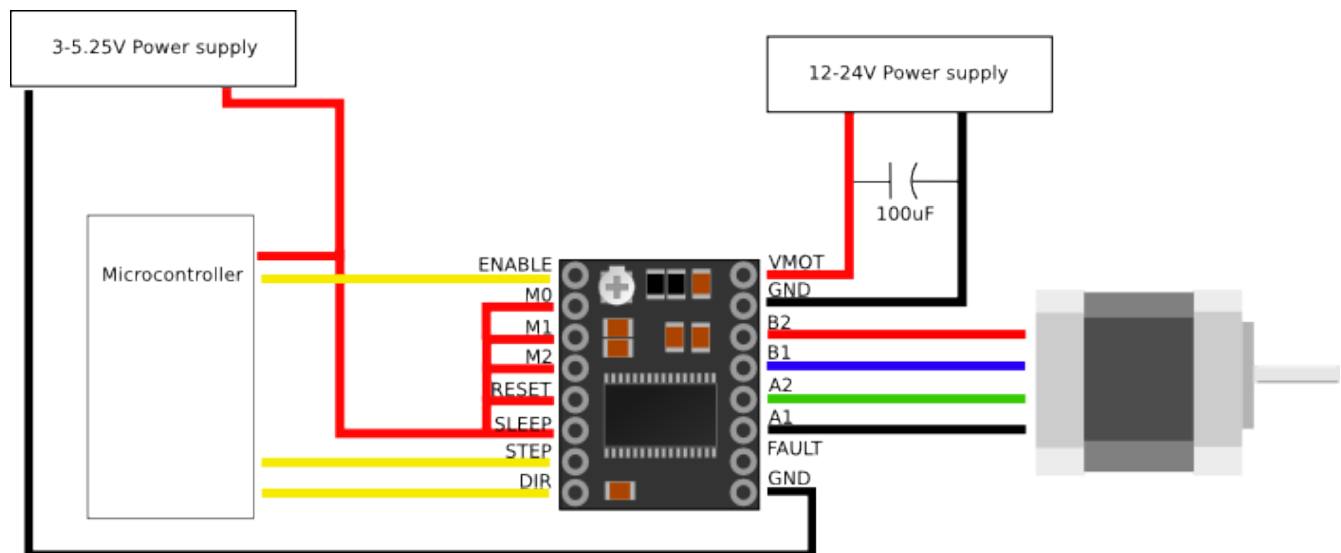 3-5.25V Power supply
12-24V Power supply
100uF
Microcontroller
ENABLE
M0
M1
M2
RESET
SLEEP
STEP
DIR
VMOT
GND
B2
B1
A2
A1
FAULT
GND